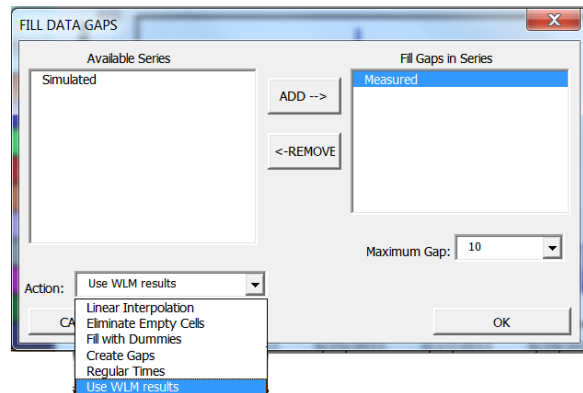 FILL DATA GAPS
Available Series
Fill Gaps in Series
Simulated
Measured
ADD -->
<-REMOVE
Maximum Gap: 10
Action: Use WLM results
Linear Interpolation
Eliminate Empty Cells
Fill with Dummies
Create Gaps
Regular Times
Use WLM results
CA
OK